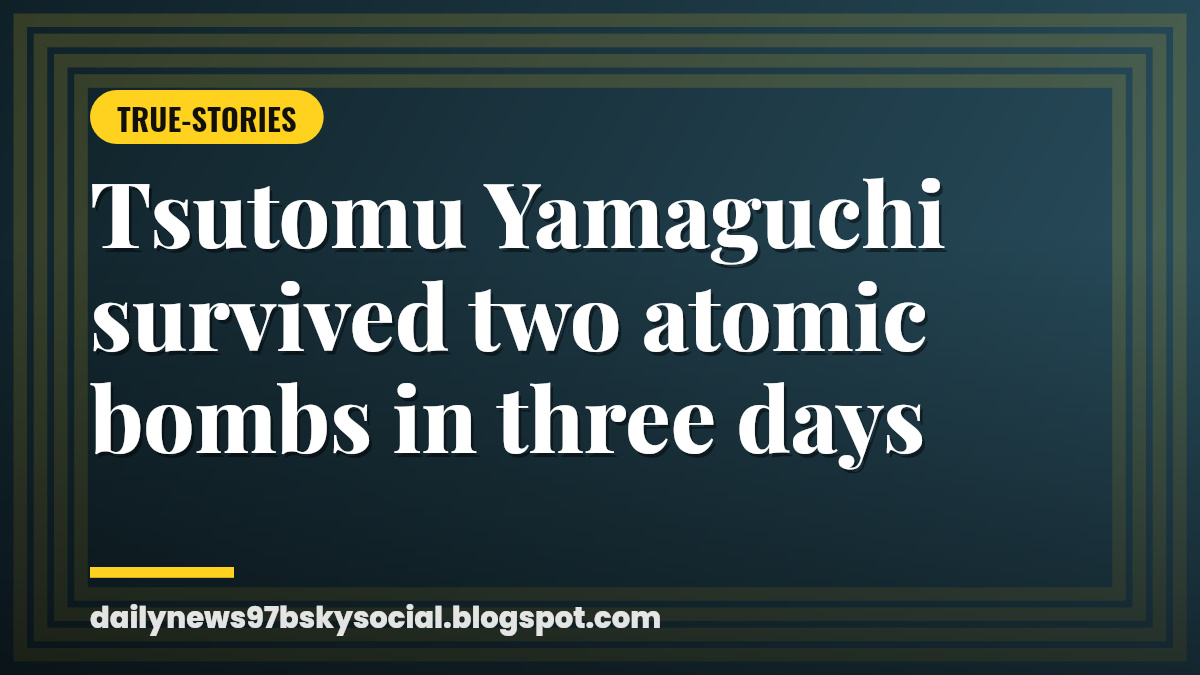 TRUE-STORIES
Tsutomu Yamaguchi
survived two atomic
bombs in three days
dailynews97bskysocial.blogspot.com